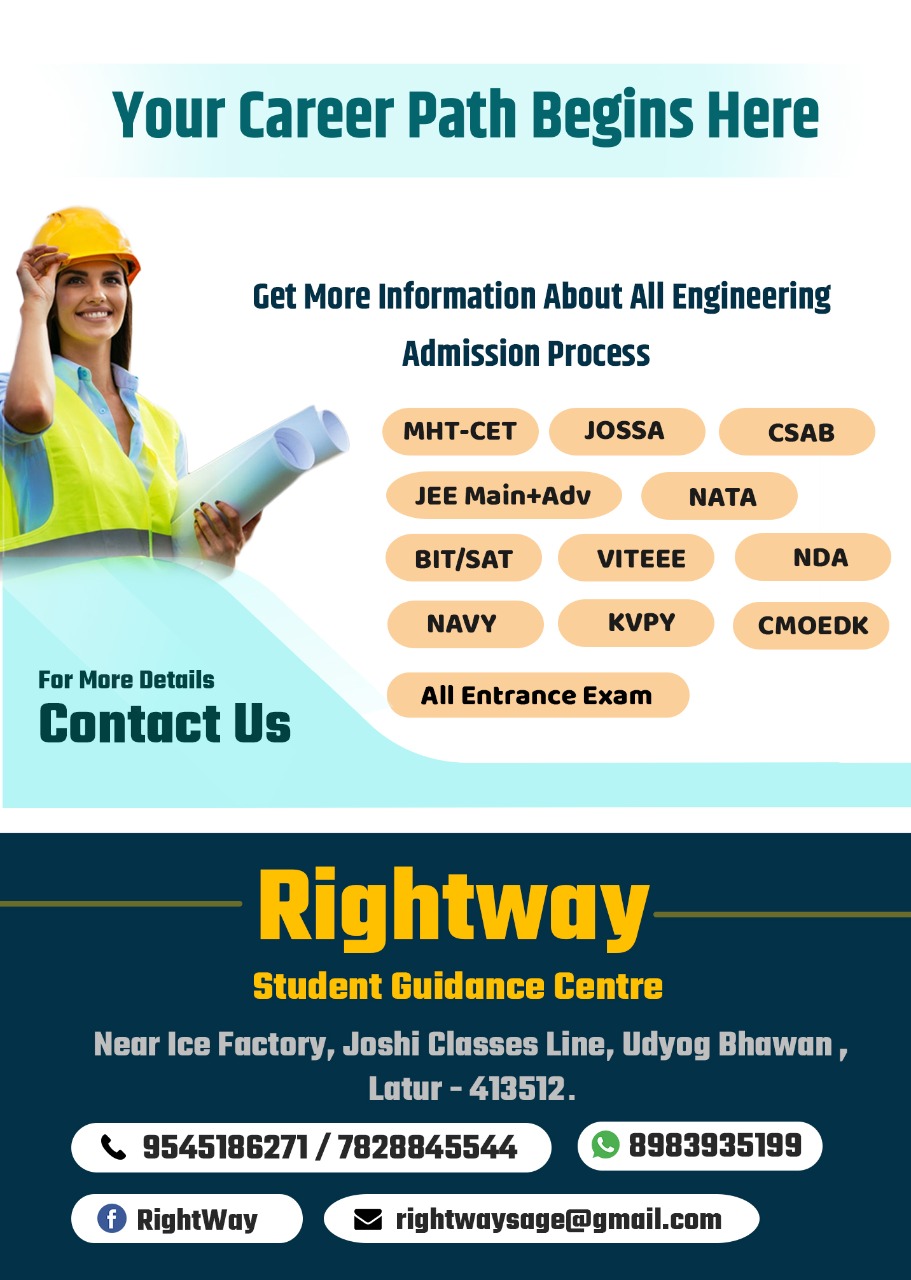 Your Career Path Begins Here
Get More Information About All Engineering
Admission Process
MHT-CET JOSSA CSAB
JEE Main+Adv NATA
BIT/SAT VITEEE NDA
NAVY KVPY CMOEDK
All Entrance Exam
For More Details
Contact Us
Rightway
Student Guidance Centre
Near Ice Factory, Joshi Classes Line, Udyog Bhawan ,
Latur - 413512.
9545186271 / 7828845544 8983935199
RightWay rightwaysage@gmail.com